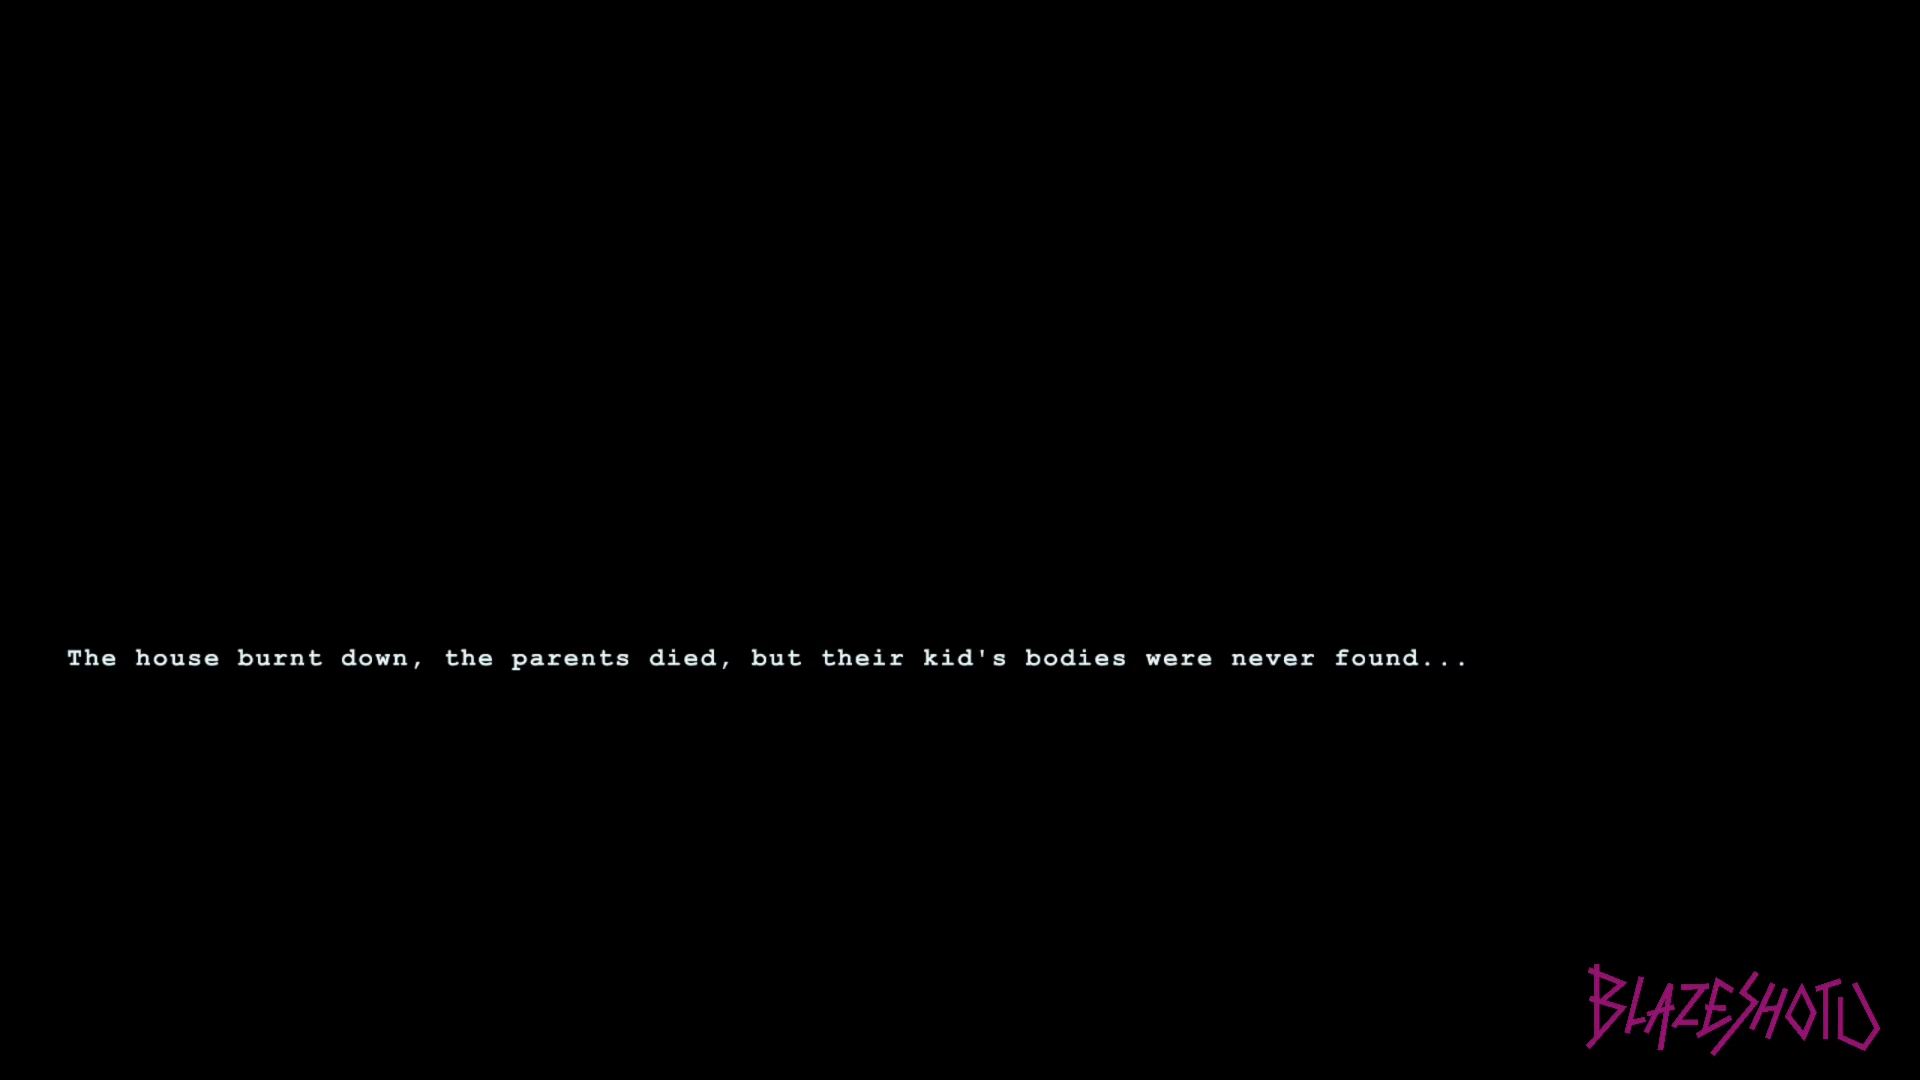 The house burnt down, the parents died, but their kid's bodies were never found...
BLAZESHOTU